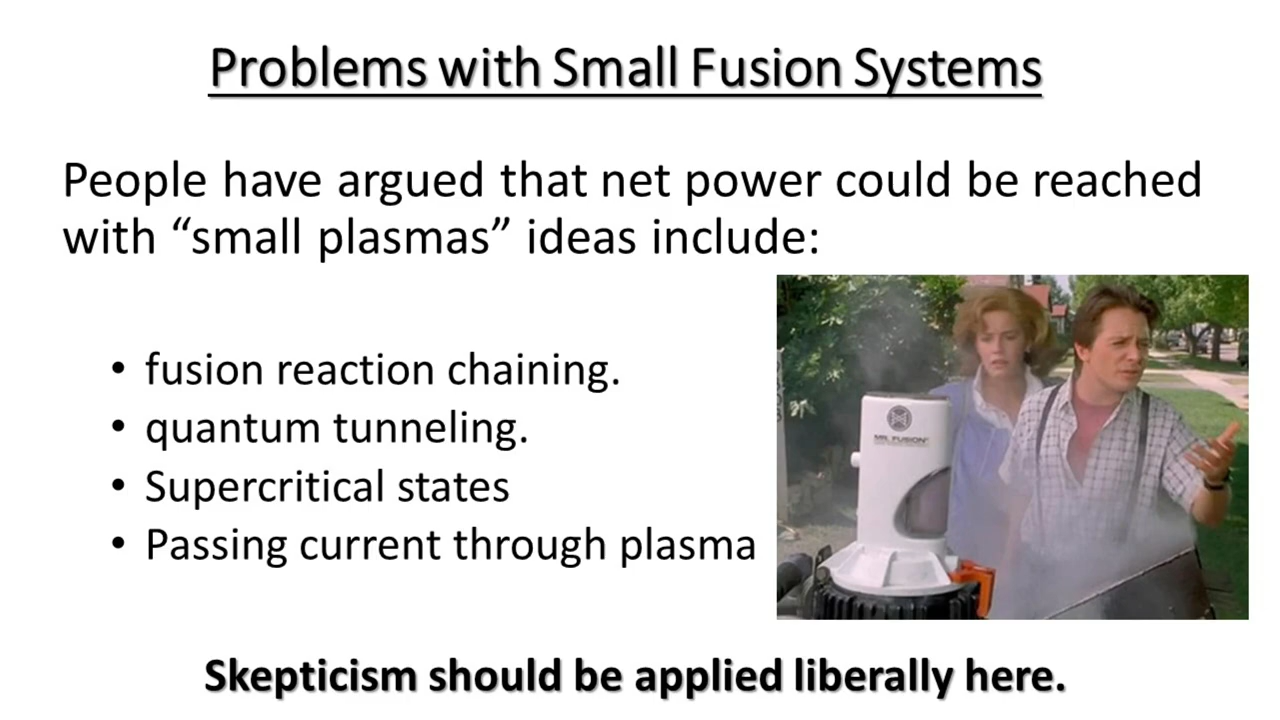 Problems with Small Fusion Systems
People have argued that net power could be reached
with “small plasmas” ideas include:
• fusion reaction chaining.
• quantum tunneling.
• Supercritical states
• Passing current through plasma
MR. FUSION
Skepticism should be applied liberally here.